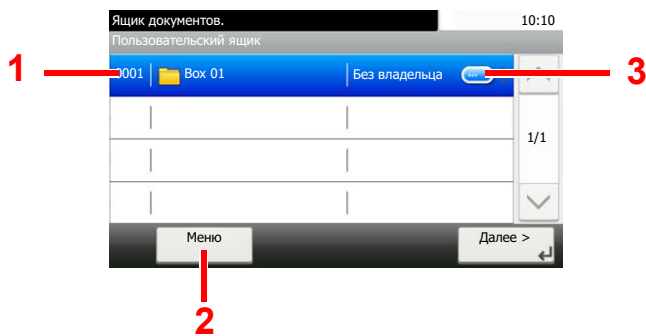 Ящик документов. 10:10
Пользовательский ящик
1 0001 Box 01 Без владельца ... 3
1/1
Меню Далее >
2